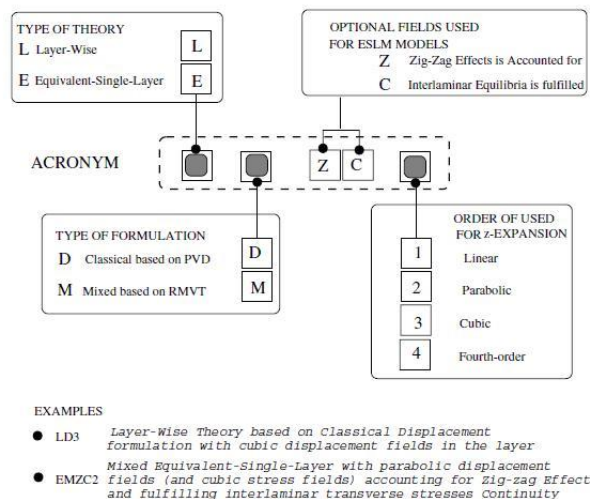 TYPE OF THEORY
L Layer-Wise
L
E Equivalent-Single-Layer
E
OPTIONAL FIELDS USED
FOR ESLM MODELS
Z Zig-Zag Effects is Accounted for
C Interlaminar Equilibria is fulfilled
ACRONYM
Z C
TYPE OF FORMULATION
D Classical based on PVD
D
M Mixed based on RMVT
M
ORDER OF USED
FOR z-EXPANSION
1 Linear
2 Parabolic
3 Cubic
4 Fourth-order
EXAMPLES
LD3 Layer-Wise Theory based on Classical Displacement
formulation with cubic displacement fields in the layer
Mixed Equivalent-Single-Layer with parabolic displacement
EMZC2 fields (and cubic stress fields) accounting for Zig-zag Effect
and fulfilling interlaminar transverse stresses Continuity